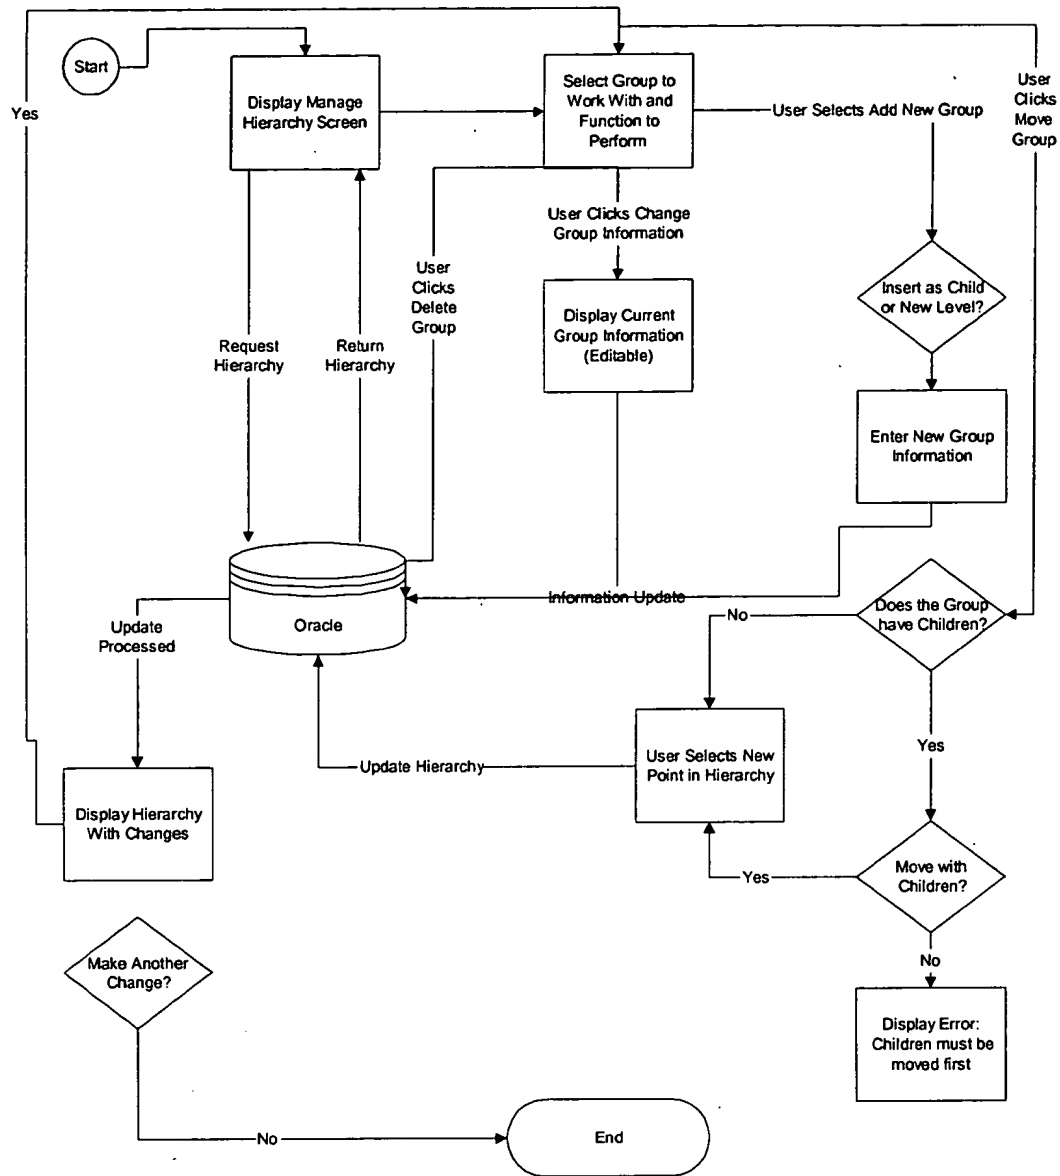 Start
Yes
Display Manage
Hierarchy Screen
Select Group to
Work With and
Function to
Perform
User Selects Add New Group
User
Clicks
Move
Group
User Clicks Change
Group Information
User
Clicks
Delete
Group
Insert as Child
or New Level?
Display Current
Group Information
(Editable)
Request
Hierarchy
Return
Hierarchy
Enter New Group
Information
Information Update
Oracle
Does the Group
have Children?
No
Update
Processed
Yes
User Selects New
Point in Hierarchy
Update Hierarchy
Display Hierarchy
With Changes
Move with
Children?
Yes
No
Make Another
Change?
Display Error:
Children must be
moved first
No
End